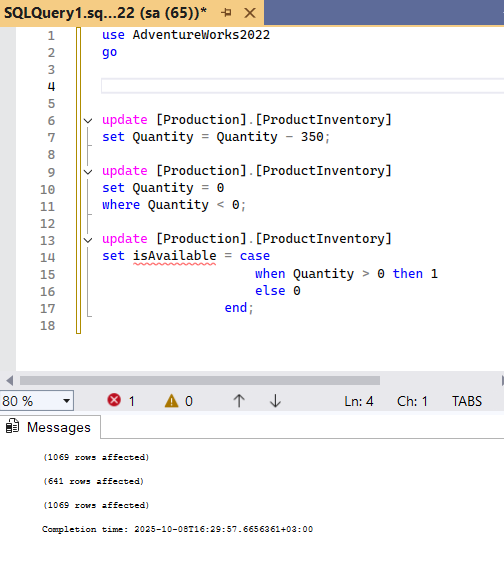 SQLQuery1.sq...22 (sa (65))*
1 use AdventureWorks2022
2 go
3
4
5
6 update [Production].[ProductInventory]
7 set Quantity = Quantity - 350;
8
9 update [Production].[ProductInventory]
10 set Quantity = 0
11 where Quantity < 0;
12
13 update [Production].[ProductInventory]
14 set isAvailable = case
15 when Quantity > 0 then 1
16 else 0
17 end;
18
80 % 1 0 Ln: 4 Ch: 1 TABS
Messages
(1069 rows affected)
(641 rows affected)
(1069 rows affected)
Completion time: 2025-10-08T16:29:57.6656361+03:00